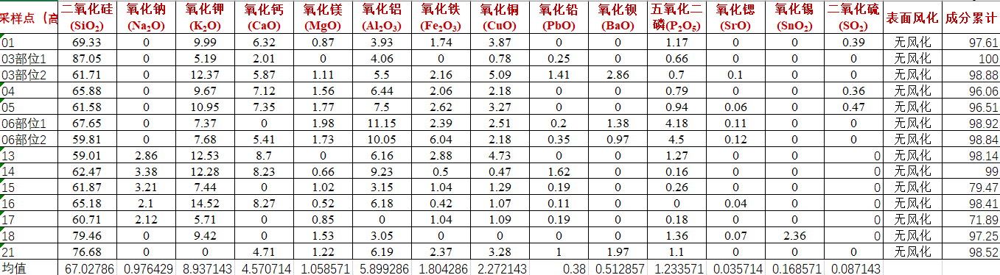 采样点（高 二氧化硅(SiO₂) 氧化钠(Na₂O) 氧化钾(K₂O) 氧化钙(CaO) 氧化镁(MgO) 氧化铝(Al₂O₃) 氧化铁(Fe₂O₃) 氧化铜(CuO) 氧化铅(PbO) 氧化钡(BaO) 五氧化二磷(P₂O₅) 氧化锶(SrO) 氧化锡(SnO₂) 二氧化硫(SO₂) 表面风化 成分累计
01 69.33 0 9.99 6.32 0.87 3.93 1.74 3.87 0 0 1.17 0 0 0.39 无风化 97.61
03部位1 87.05 0 5.19 2.01 0 4.06 0 0.78 0.25 0 0.66 0 0 0 无风化 100
03部位2 61.71 0 12.37 5.87 1.11 5.5 2.16 5.09 1.41 2.86 0.7 0.1 0 0 无风化 98.88
04 65.88 0 9.67 7.12 1.56 6.44 2.06 2.18 0 0 0.79 0 0 0.36 无风化 96.06
05 61.58 0 10.95 7.35 1.77 7.5 2.62 3.27 0 0 0.94 0.06 0 0.47 无风化 96.51
06部位1 67.65 0 7.37 0 1.98 11.15 2.39 2.51 0.2 1.38 4.18 0.11 0 0 无风化 98.92
06部位2 59.81 0 7.68 5.41 1.73 10.05 6.04 2.18 0.35 0.97 4.5 0.12 0 0 无风化 98.84
13 59.01 2.86 12.53 8.7 0 6.16 2.88 4.73 0 0 1.27 0 0 0 无风化 98.14
14 62.47 3.38 12.28 8.23 0.66 9.23 0.5 0.47 1.62 0 0.16 0 0 0 无风化 99
15 61.87 3.21 7.44 0 1.02 3.15 1.04 1.29 0.19 0 0.26 0 0 0 无风化 79.47
16 65.18 2.1 14.52 8.27 0.52 6.18 0.42 1.07 0.11 0 0 0.04 0 0 无风化 98.41
17 60.71 2.12 5.71 0 0.85 0 1.04 1.09 0.19 0 0.18 0 0 0 无风化 71.89
18 79.46 0 9.42 0 1.53 3.05 0 0 0 0 1.36 0.07 2.36 0 无风化 97.25
21 76.68 0 0 4.71 1.22 6.19 2.37 3.28 1 1.97 1.1 0 0 0 无风化 98.52
均值 67.02786 0.976429 8.937143 4.570714 1.058571 5.899286 1.804286 2.272143 0.38 0.512857 1.233571 0.035714 0.168571 0.087143